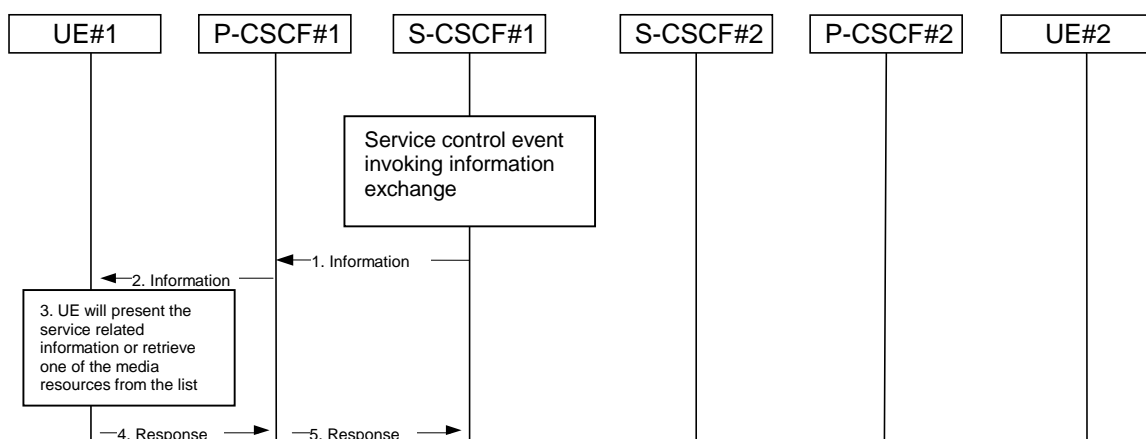 UE#1
P-CSCF#1
S-CSCF#1
S-CSCF#2
P-CSCF#2
UE#2
Service control event
invoking information
exchange
1. Information
2. Information
3. UE will present the
service related
information or retrieve
one of the media
resources from the list
4. Response
5. Response